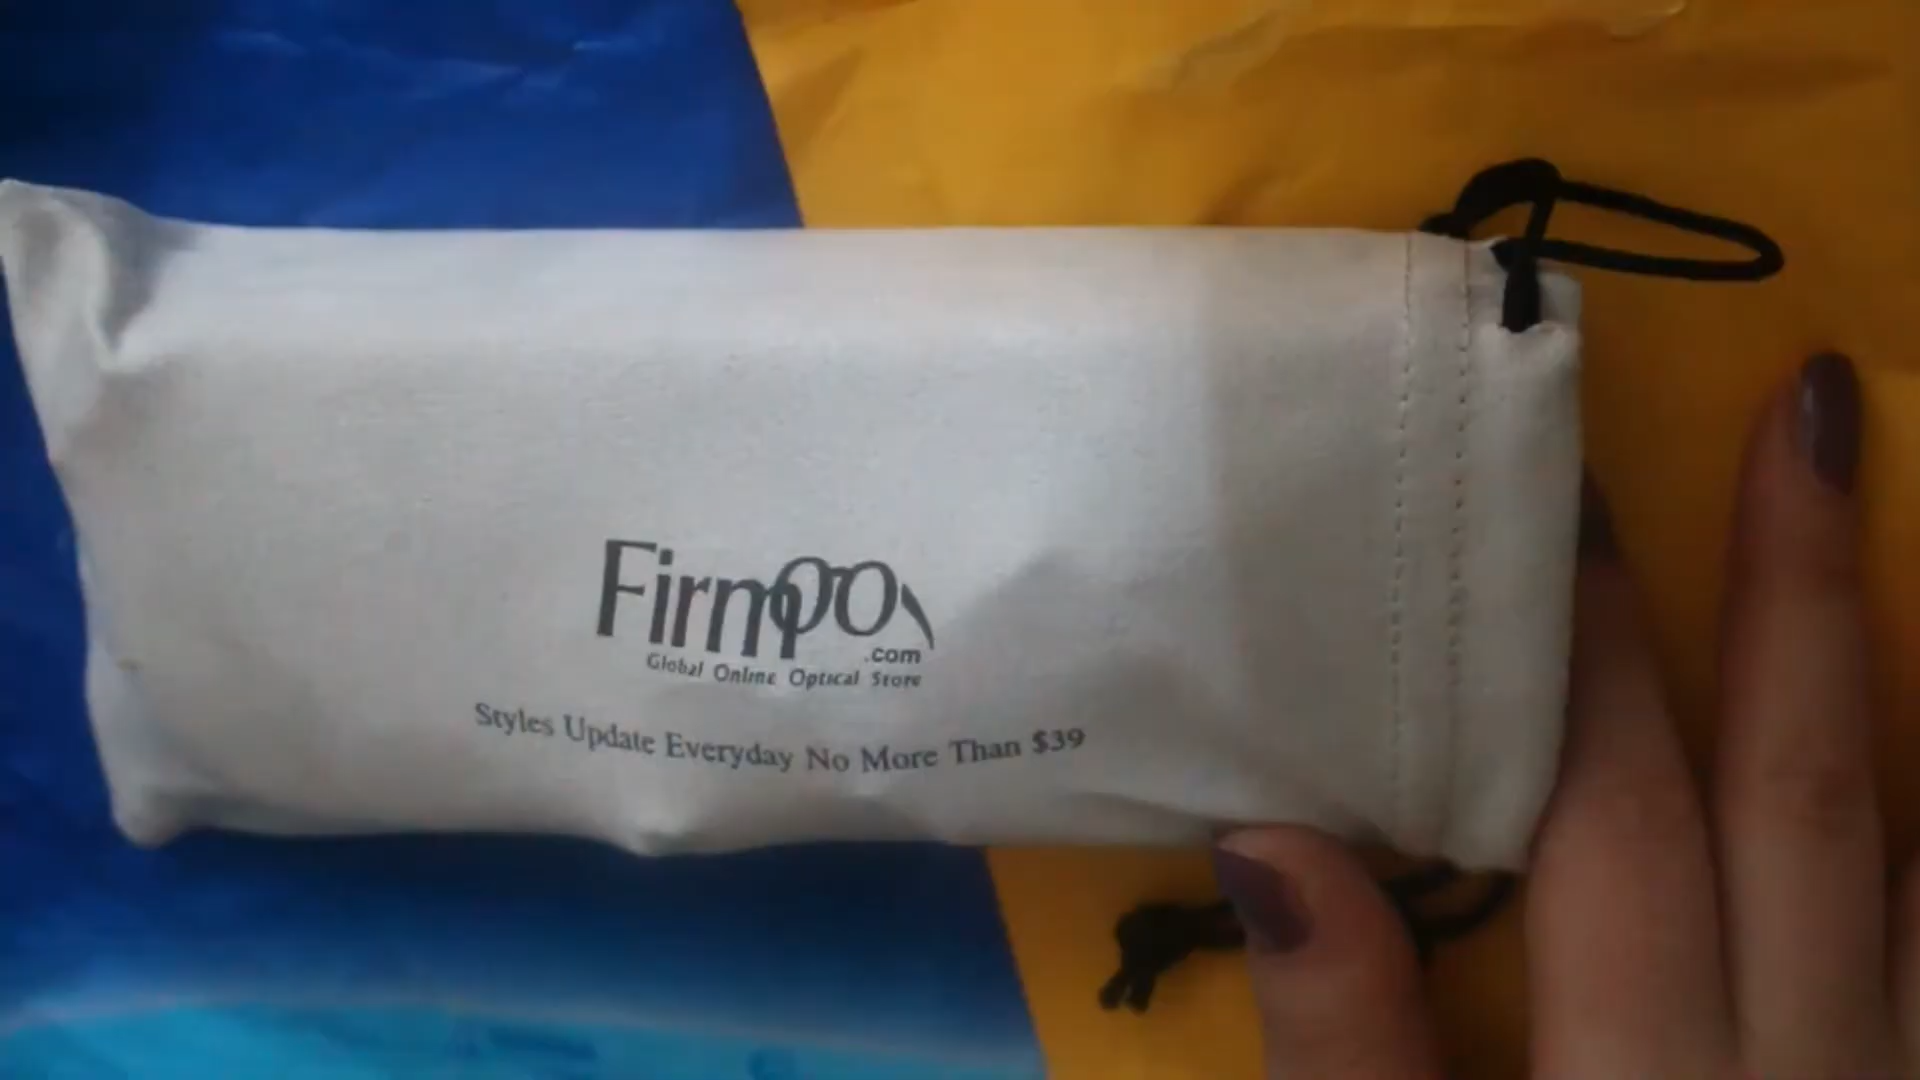 Firmoo
.com
Global Online Optical Store
Styles Update Everyday No More Than $39